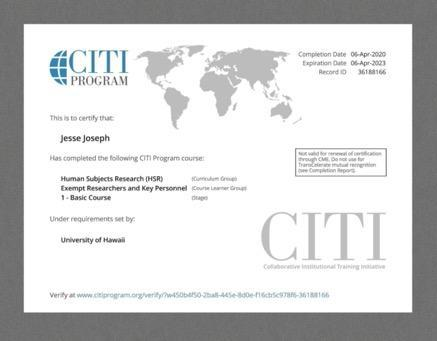 CITI
PROGRAM
Completion Date 06-Apr-2020
Expiration Date 06-Apr-2023
Record ID 36188166
This is to certify that:
Jesse Joseph
Has completed the following CITI Program course:
Not valid for renewal of certification
through CME. Do not use for
TransCelerate mutual recognition
(see Completion Report).
Human Subjects Research (HSR) (Curriculum Group)
Exempt Researchers and Key Personnel (Course Learner Group)
1 - Basic Course (Stage)
Under requirements set by:
University of Hawaii
CITI
Collaborative Institutional Training Initiative
Verify at www.citiprogram.org/verify/?w450b4f50-2ba8-445e-8d0e-f16cb5c978f6-36188166